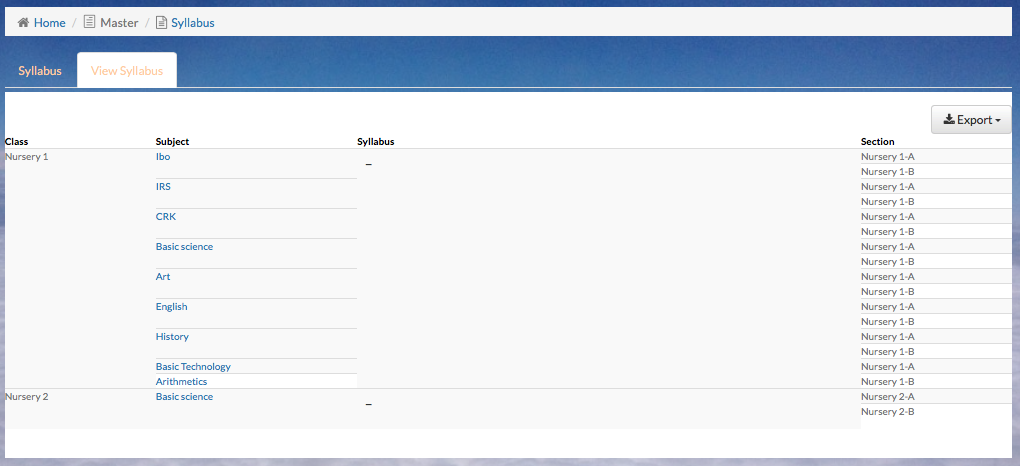 Home / Master / Syllabus
Syllabus View Syllabus
Export
Class Subject Syllabus Section
Nursery 1 Ibo – Nursery 1-A
Nursery 1-B
IRS Nursery 1-A
Nursery 1-B
CRK Nursery 1-A
Nursery 1-B
Basic science Nursery 1-A
Nursery 1-B
Art Nursery 1-A
Nursery 1-B
English Nursery 1-A
Nursery 1-B
History Nursery 1-A
Nursery 1-B
Basic Technology Nursery 1-A
Arithmetics Nursery 1-B
Nursery 2 Basic science – Nursery 2-A
Nursery 2-B